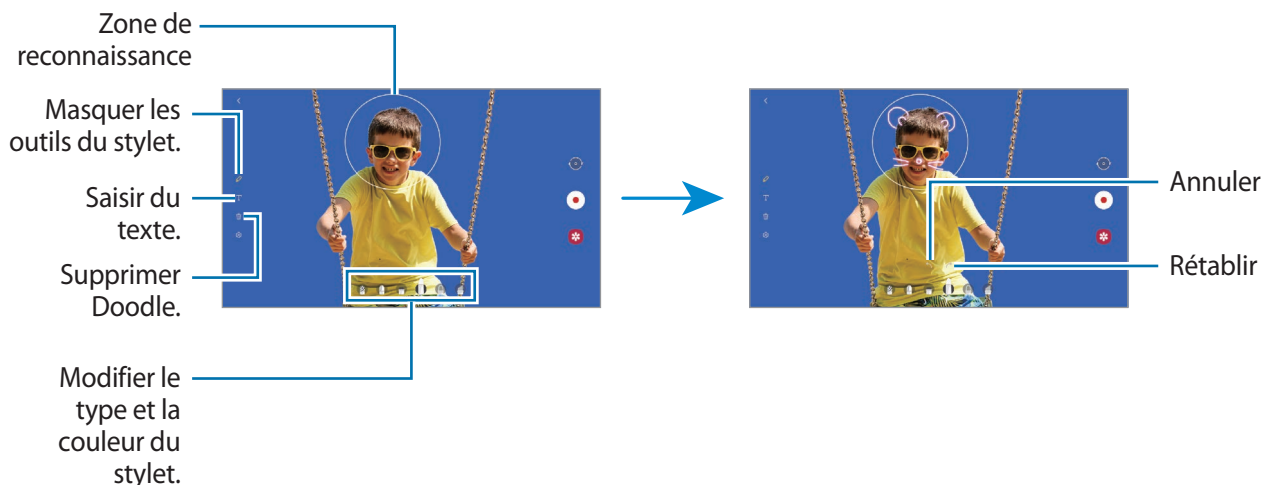 Zone de
reconnaissance
Masquer les
outils du stylet.
Saisir du
texte.
Supprimer
Doodle.
Modifier le
type et la
couleur du
stylet.
Annuler
Rétablir